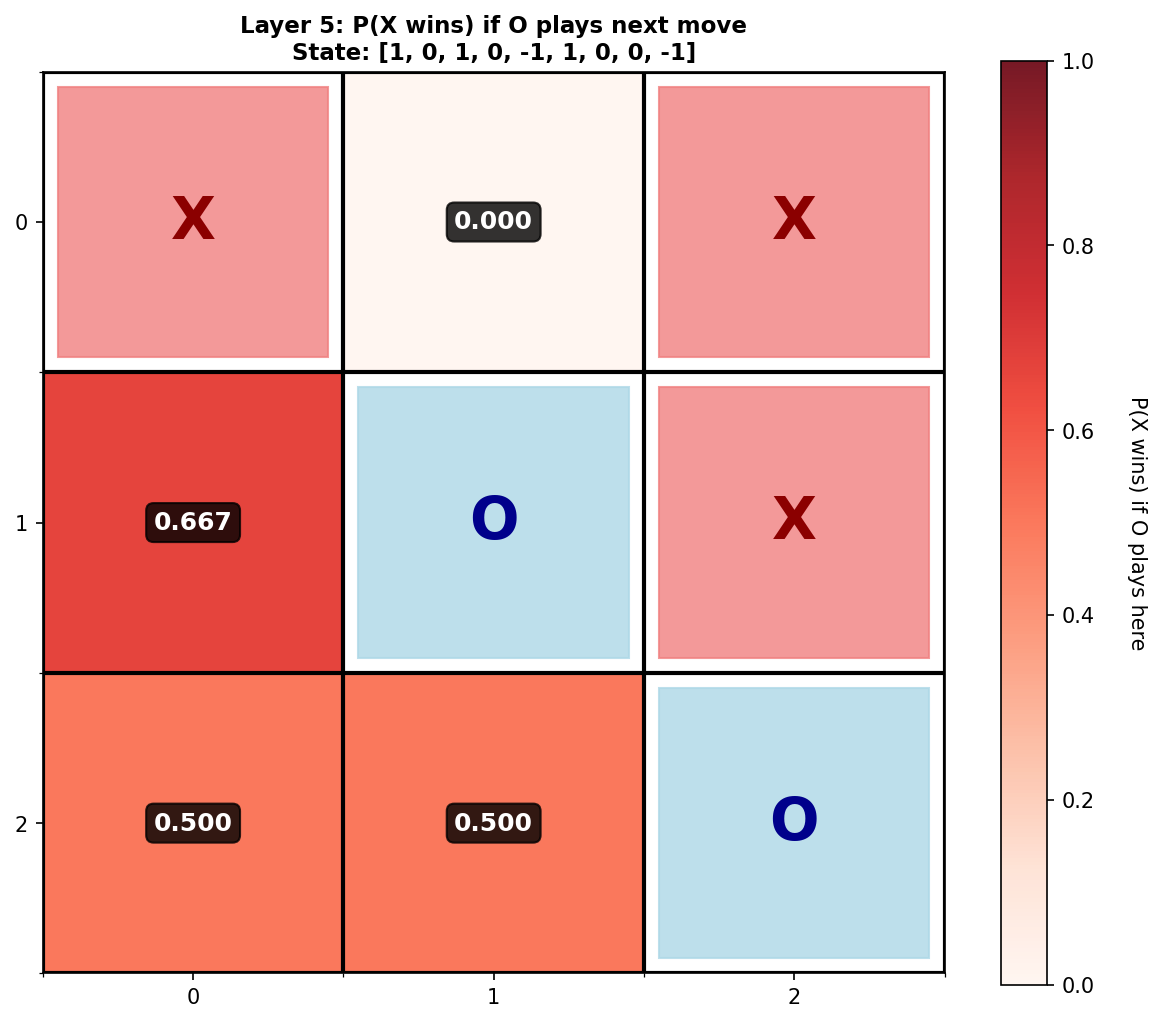 Layer 5: P(X wins) if O plays next move
State: [1, 0, 1, 0, -1, 1, 0, 0, -1]
0
X
0.000
X
1
0.667
O
X
2
0.500
0.500
O
0
1
2
1.0
0.8
0.6
0.4
0.2
0.0
P(X wins) if O plays here